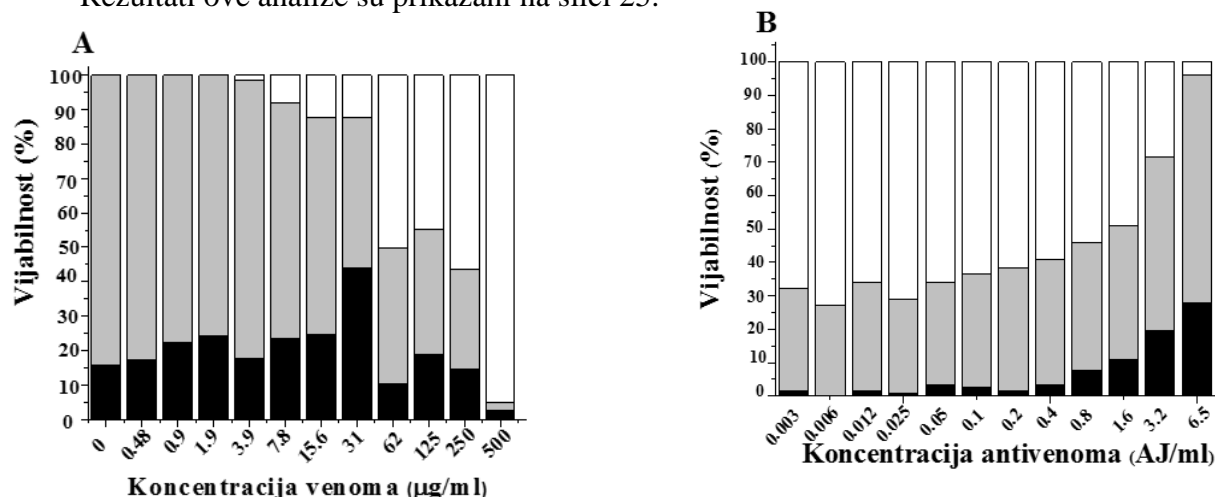 Rezultati ove analize su prikazani na slici 23.
A
Vijabilnost (%)
100
90
80
70
60
50
40
30
20
10
0
0 0.48 0.9 1.9 3.9 7.8 15.6 31 62 125 250 500
Koncentracija venoma (µg/ml)
B
Vijabilnost (%)
100
90
80
70
60
50
40
30
20
10
0
0.003 0.006 0.012 0.025 0.05 0.1 0.2 0.4 0.8 1.6 3.2 6.5
Koncentracija antivenoma (AJ/ml)